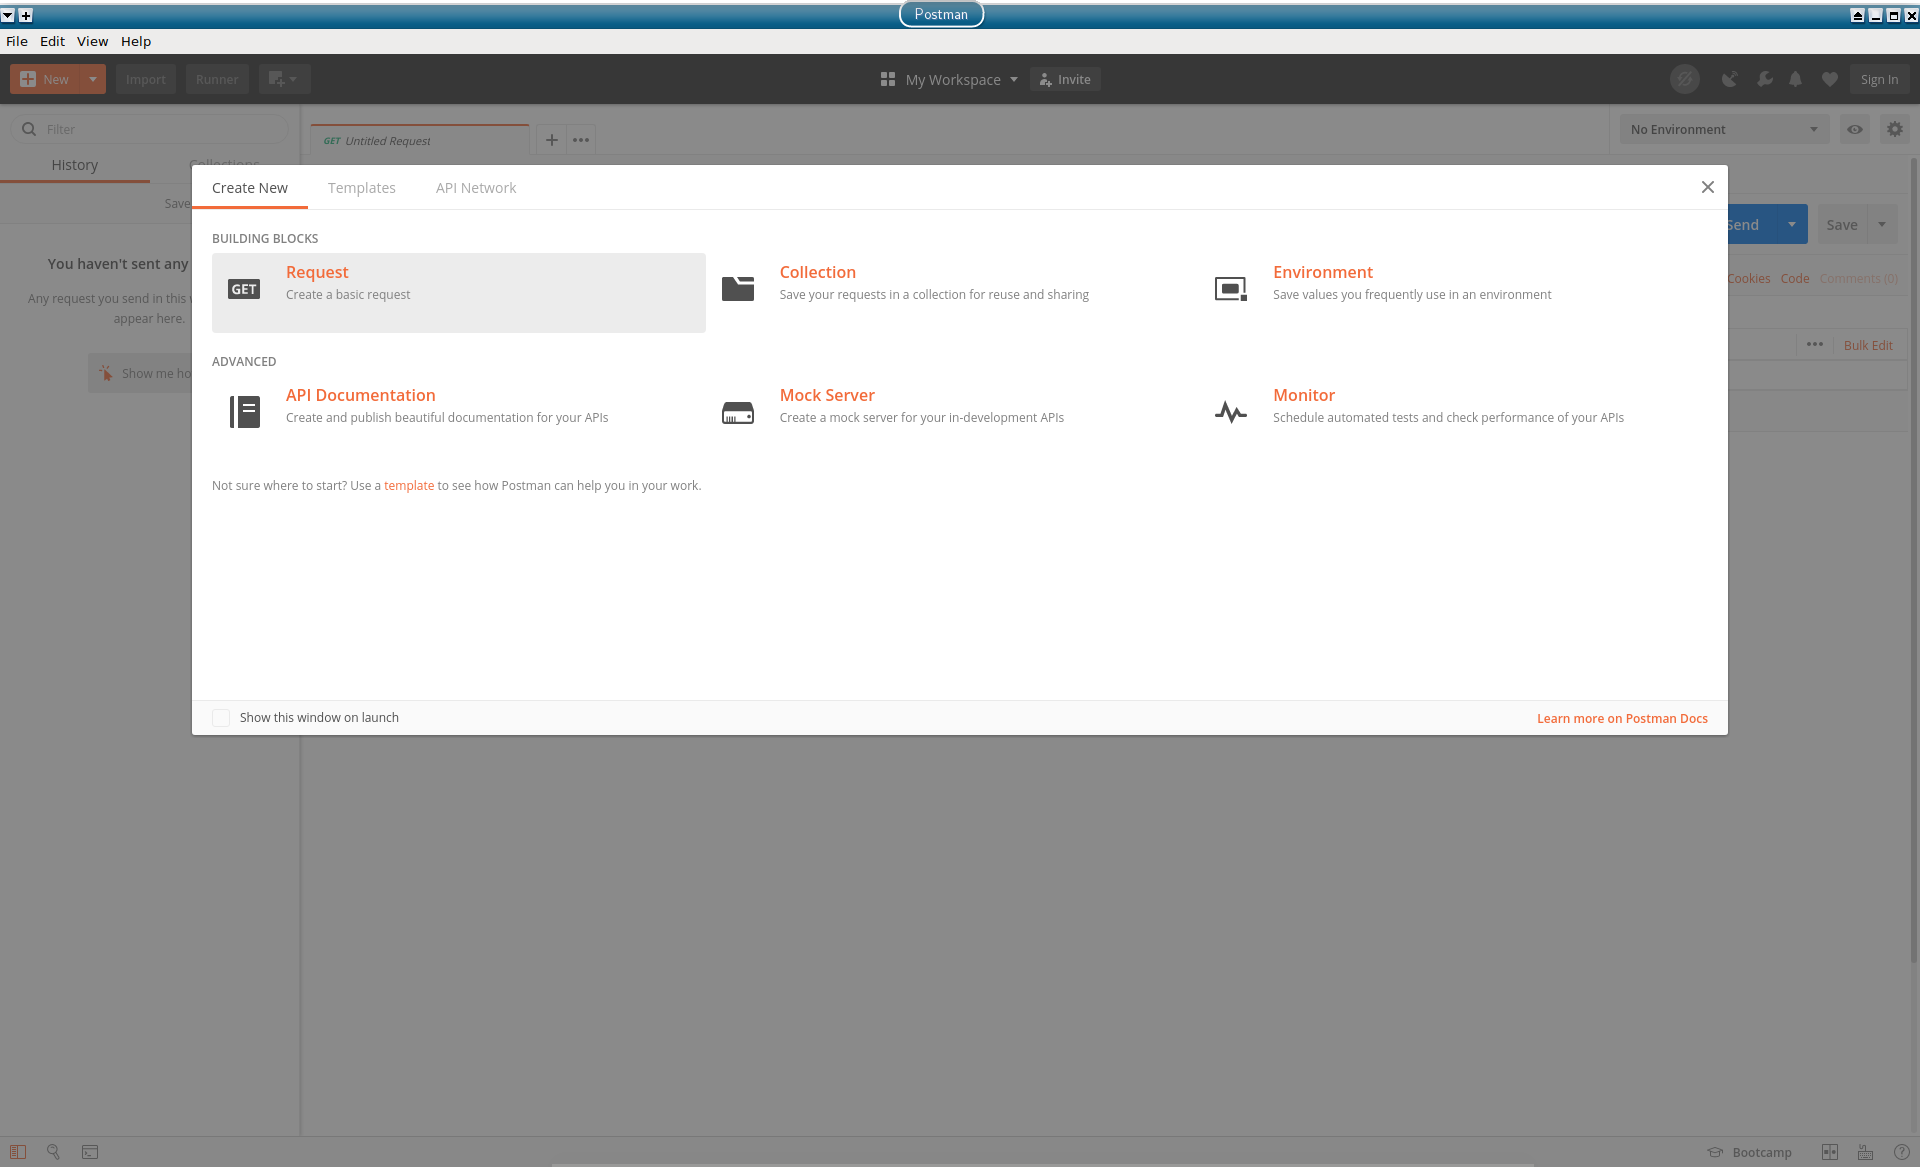 Postman
File Edit View Help
New Import Runner My Workspace Invite Sign In
Filter
GET Untitled Request
No Environment
History Collections
Save
Create New Templates API Network
Send Save
BUILDING BLOCKS
You haven't sent any
Request
Create a basic request
Collection
Save your requests in a collection for reuse and sharing
Environment
Save values you frequently use in an environment
GET
Cookies Code Comments (0)
Any request you send in this
appear here.
Bulk Edit
ADVANCED
Show me ho
API Documentation
Create and publish beautiful documentation for your APIs
Mock Server
Create a mock server for your in-development APIs
Monitor
Schedule automated tests and check performance of your APIs
Not sure where to start? Use a template to see how Postman can help you in your work.
Show this window on launch
Learn more on Postman Docs
Bootcamp